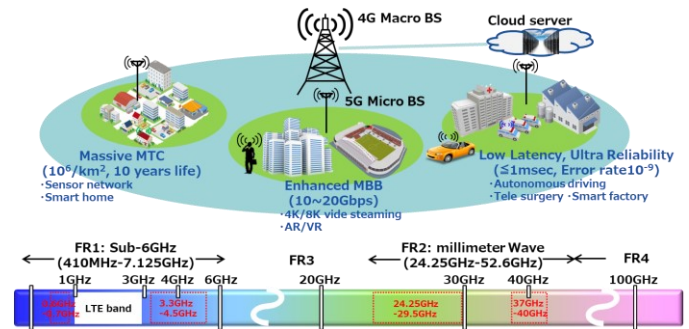 4G Macro BS
Cloud server
5G Micro BS
Massive MTC
(10⁶/km², 10 years life)
・Sensor network
・Smart home
Enhanced MBB
(10~20Gbps)
・4K/8K vide steaming
・AR/VR
Low Latency, Ultra Reliability
(≦1msec, Error rate10⁻⁹)
・Autonomous driving
・Tele surgery ・Smart factory
FR1: Sub-6GHz
(410MHz-7.125GHz)
FR3
FR2: millimeter Wave
(24.25GHz-52.6GHz)
FR4
1GHz
3GHz
4GHz
6GHz
20GHz
30GHz
40GHz
100GHz
LTE band
3.3GHz
-4.5GHz
24.25GHz
-29.5GHz
37GHz
-40GHz